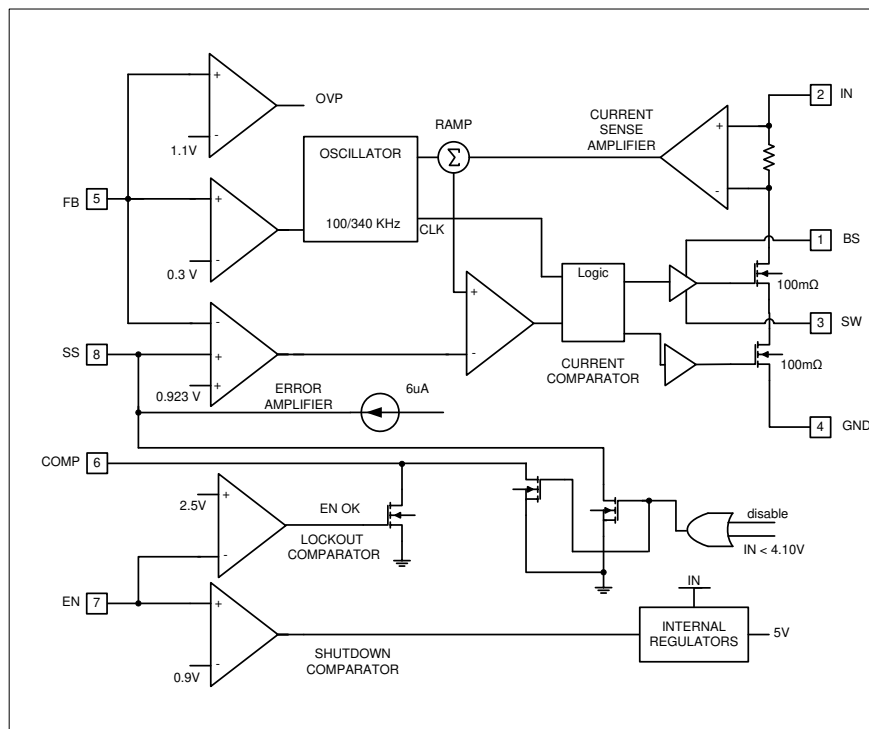 +
OVP
-
1.1V
2
IN
CURRENT
SENSE
AMPLIFIER
+
-
RAMP
Σ
OSCILLATOR
100/340 KHz
CLK
5
FB
+
-
0.3 V
1
BS
Logic
100mΩ
+
-
3
SW
-
SS
8
+
0.923 V
+
CURRENT
COMPARATOR
100mΩ
ERROR
AMPLIFIER
6uA
4
GND
COMP
6
2.5V
+
-
EN OK
LOCKOUT
COMPARATOR
disable
IN < 4.10V
EN
7
+
-
0.9V
SHUTDOWN
COMPARATOR
IN
INTERNAL
REGULATORS
5V